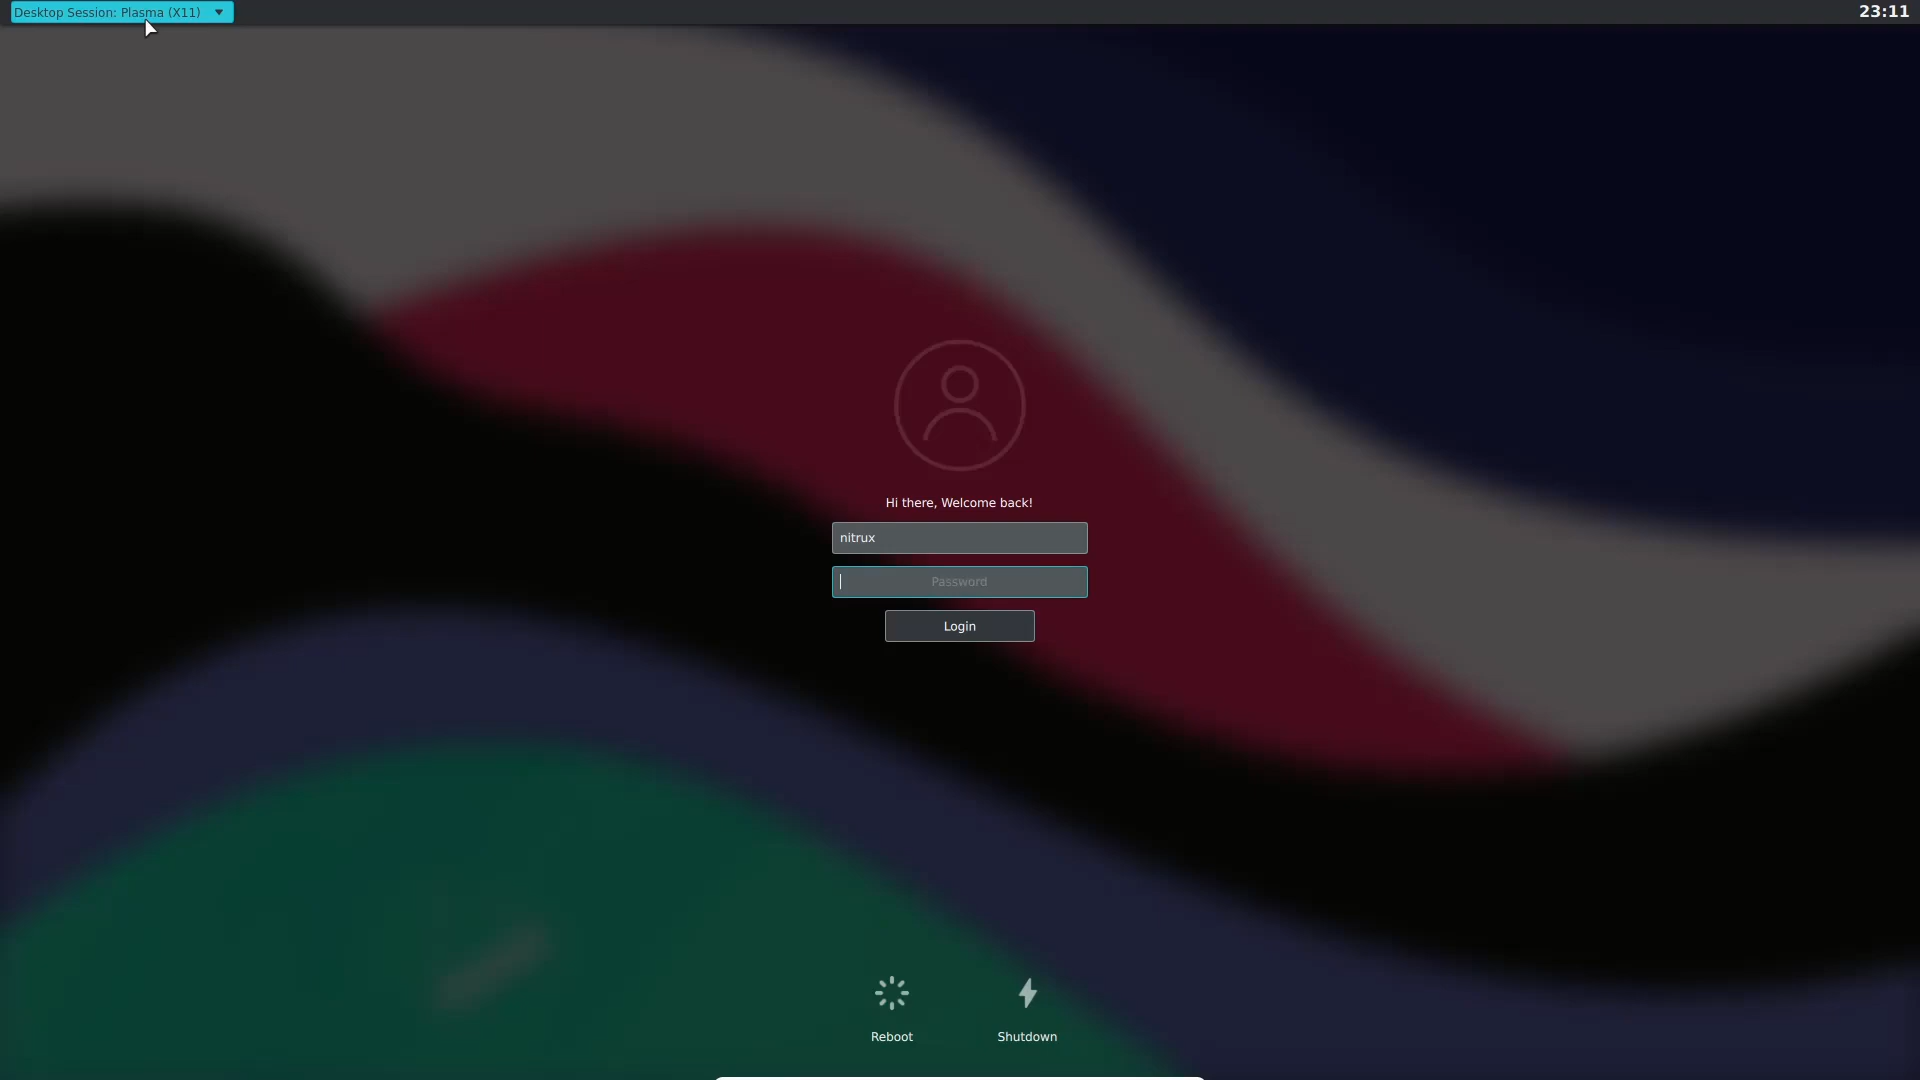 Desktop Session: Plasma (X11)
23:11
Hi there, Welcome back!
nitrux
Password
Login
Reboot
Shutdown